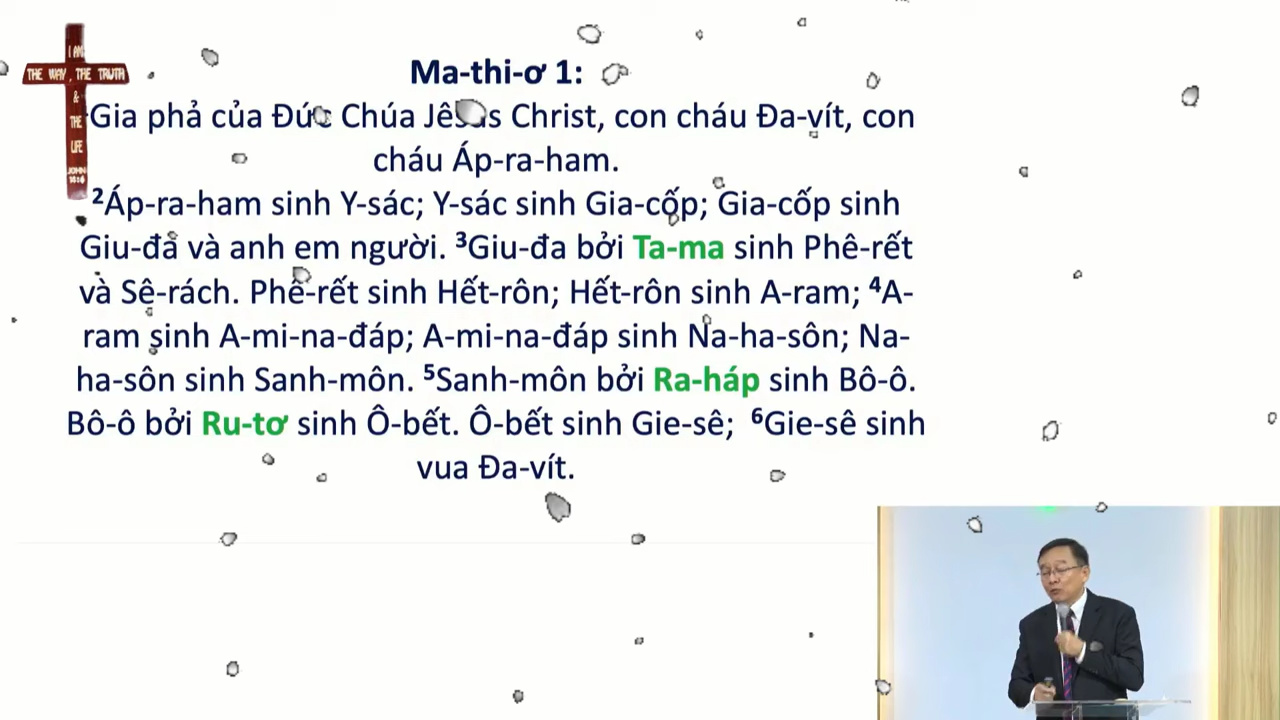 I AM
THE WAY, THE TRUTH
&
THE
LIFE
JOHN
14:6
Ma-thi-ơ 1:
Gia phả của Đức Chúa Jêsus Christ, con cháu Đa-vít, con
cháu Áp-ra-ham.
²Áp-ra-ham sinh Y-sác; Y-sác sinh Gia-cốp; Gia-cốp sinh
Giu-đa và anh em người. ³Giu-đa bởi Ta-ma sinh Phê-rết
và Sê-rách. Phê-rết sinh Hết-rôn; Hết-rôn sinh A-ram; ⁴A-
ram sinh A-mi-na-đáp; A-mi-na-đáp sinh Na-ha-sôn; Na-
ha-sôn sinh Sanh-môn. ⁵Sanh-môn bởi Ra-háp sinh Bô-ô.
Bô-ô bởi Ru-tơ sinh Ô-bết. Ô-bết sinh Gie-sê; ⁶Gie-sê sinh
vua Đa-vít.